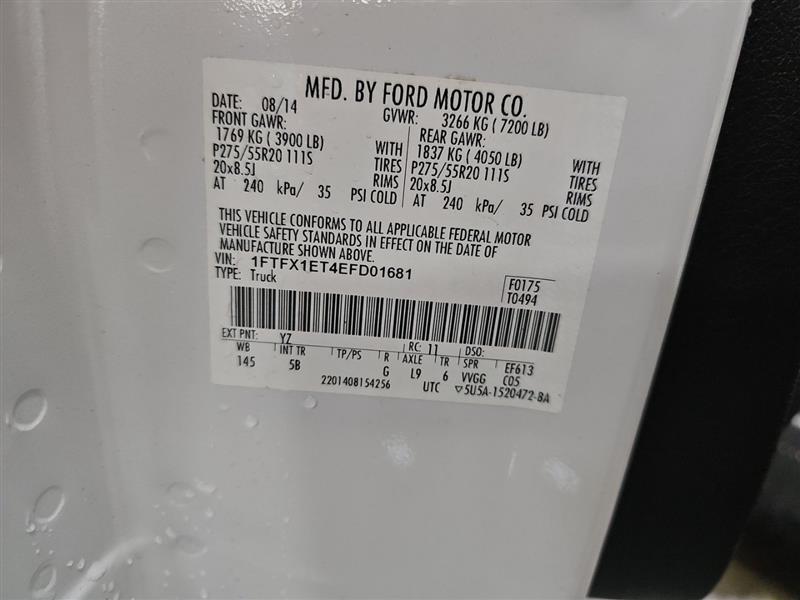 MFD. BY FORD MOTOR CO.
DATE: 08/14 GVWR: 3266 KG ( 7200 LB)
FRONT GAWR: REAR GAWR:
1769 KG ( 3900 LB) WITH 1837 KG ( 4050 LB) WITH
P275/55R20 111S TIRES P275/55R20 111S TIRES
20x8.5J RIMS 20x8.5J RIMS
AT 240 kPa/ 35 PSI COLD AT 240 kPa/ 35 PSI COLD
THIS VEHICLE CONFORMS TO ALL APPLICABLE FEDERAL MOTOR
VEHICLE SAFETY STANDARDS IN EFFECT ON THE DATE OF
MANUFACTURE SHOWN ABOVE.
VIN: 1FTFX1ET4EFD01681
TYPE: Truck
F0175
T0494
EXT PNT: YZ RC: 11 DSO:
WB INT TR TP/PS R AXLE TR SPR EF613
145 5B G L9 6 VVGG C05
2201408154256 UTC ▽5U5A-1520472-BA